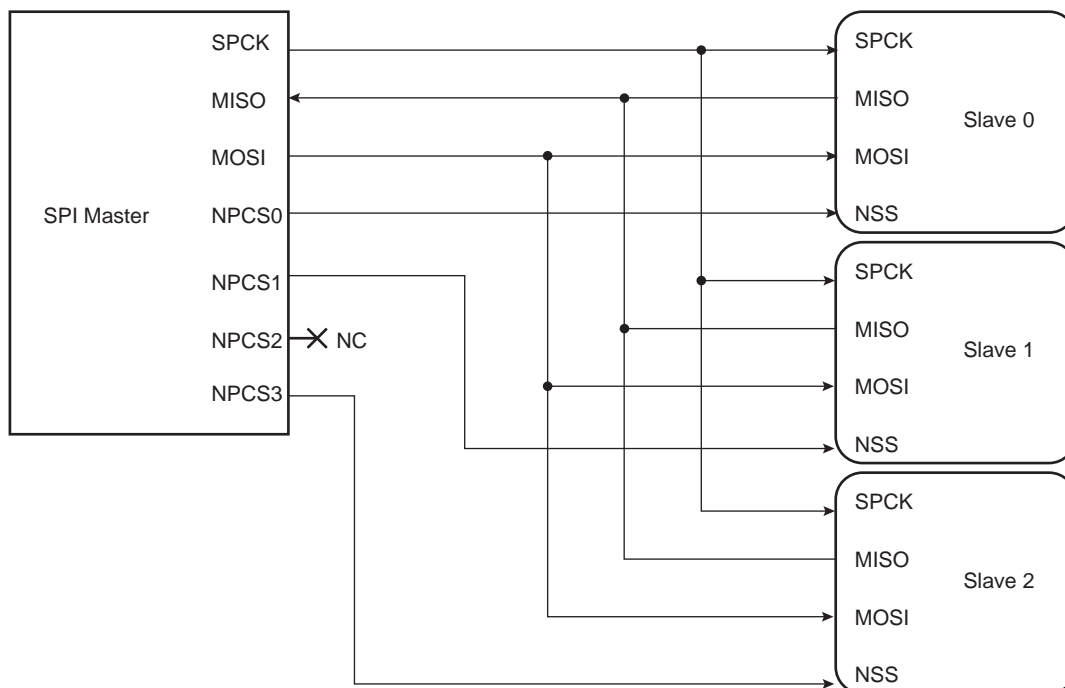 SPI Master
SPCK
MISO
MOSI
NPCS0
NPCS1
NPCS2
NC
NPCS3
SPCK
MISO
Slave 0
MOSI
NSS
SPCK
MISO
Slave 1
MOSI
NSS
SPCK
MISO
Slave 2
MOSI
NSS